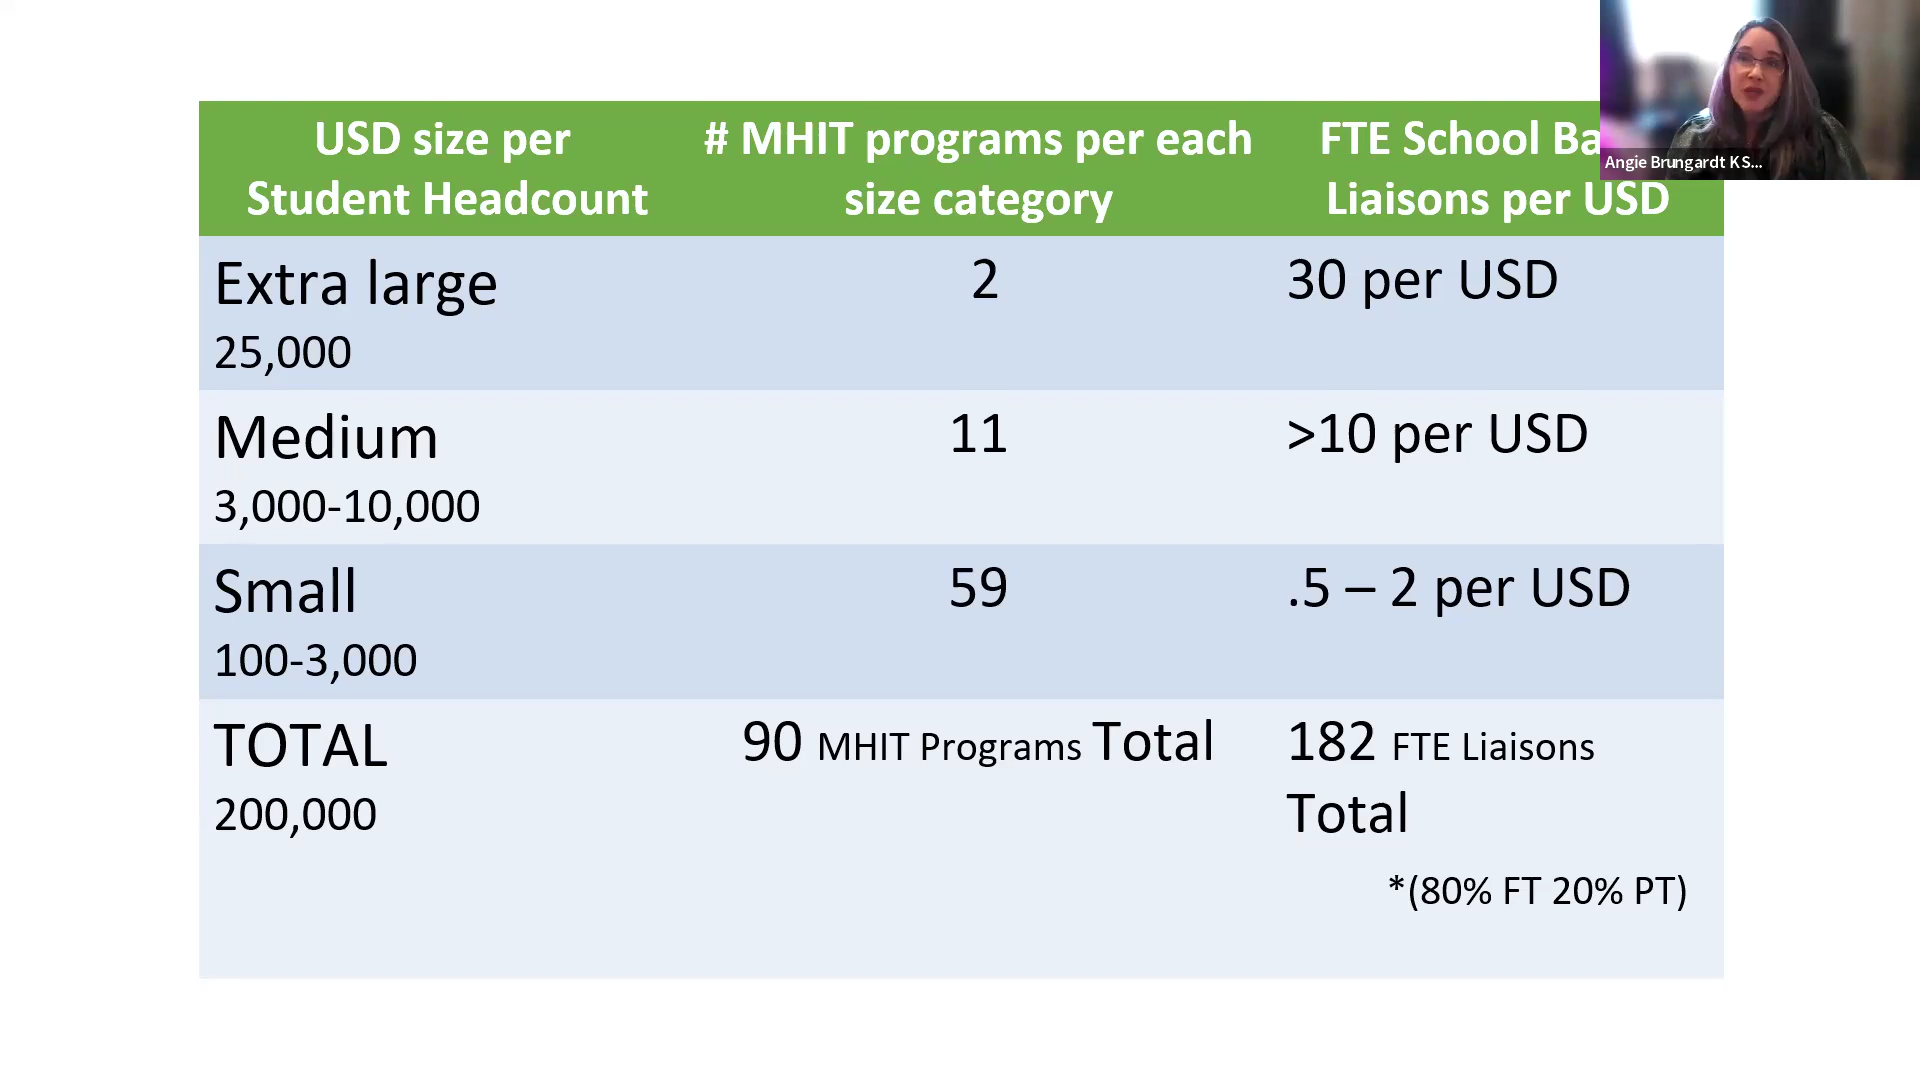 USD size per
Student Headcount
# MHIT programs per each
size category
FTE School
Liaisons per USD
Extra large
25,000
2
30 per USD
Medium
3,000-10,000
11
>10 per USD
Small
100-3,000
59
.5 – 2 per USD
TOTAL
200,000
90 MHIT Programs Total
182 FTE Liaisons
Total
*(80% FT 20% PT)
Angie Brungardt KS...